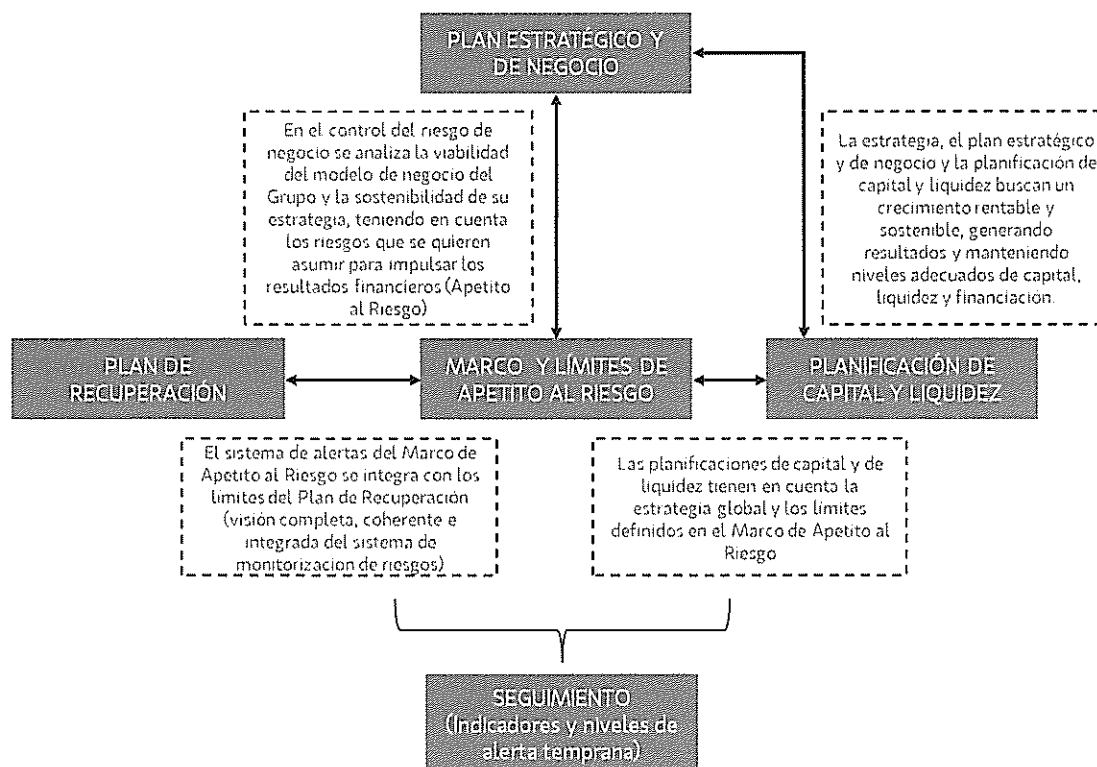 PLAN ESTRATÉGICO Y
DE NEGOCIO
En el control del riesgo de
negocio se analiza la viabilidad
del modelo de negocio del
Grupo y la sostenibilidad de su
estrategia, teniendo en cuenta
los riesgos que se quieren
asumir para impulsar los
resultados financieros (Apetito
al Riesgo)
La estrategia, el plan estratégico
y de negocio y la planificación de
capital y liquidez buscan un
crecimiento rentable y
sostenible, generando
resultados y manteniendo
niveles adecuados de capital,
liquidez y financiación.
PLAN DE
RECUPERACIÓN
MARCO Y LÍMITES DE
APETITO AL RIESGO
PLANIFICACIÓN DE
CAPITAL Y LIQUIDEZ
El sistema de alertas del Marco de
Apetito al Riesgo se integra con los
límites del Plan de Recuperación
(visión completa, coherente e
integrada del sistema de
monitorizacion de riesgos)
Las planificaciones de capital y de
liquidez tienen en cuenta la
estrategia global y los límites
definidos en el Marco de Apetito al
Riesgo
SEGUIMIENTO
(Indicadores y niveles de
alerta temprana)